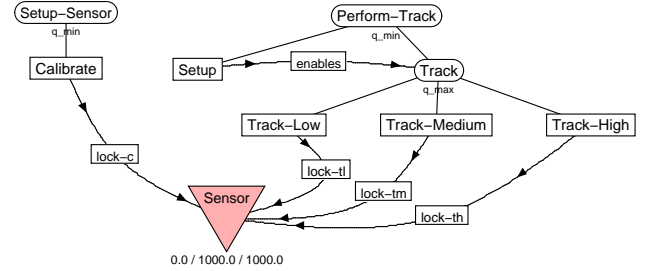 Setup−Sensor
q_min
Calibrate
lock−c
Perform−Track
q_min
Setup
enables
Track
q_max
Track−Low
Track−Medium
Track−High
lock−tl
lock−tm
lock−th
Sensor
0.0 / 1000.0 / 1000.0